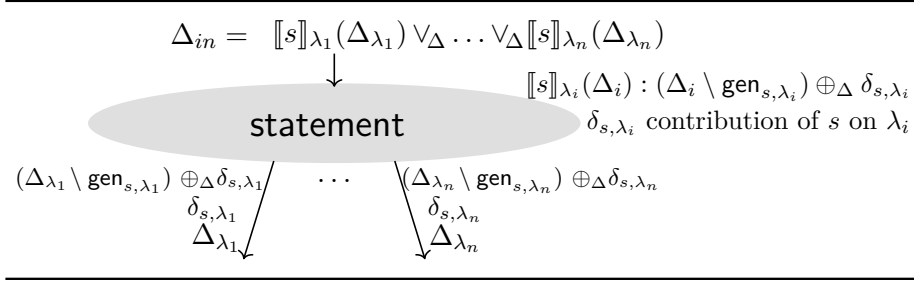 Δ_in = ⟦s⟧_λ₁(Δ_λ₁) ∨_Δ … ∨_Δ ⟦s⟧_λₙ(Δ_λₙ)
⟦s⟧_λᵢ(Δᵢ) : (Δᵢ \ gen_s,λᵢ) ⊕_Δ δ_s,λᵢ
statement
δ_s,λᵢ contribution of s on λᵢ
(Δ_λ₁ \ gen_s,λ₁) ⊕_Δ δ_s,λ₁ … (Δ_λₙ \ gen_s,λₙ) ⊕_Δ δ_s,λₙ
δ_s,λ₁ δ_s,λₙ
Δ_λ₁ Δ_λₙ